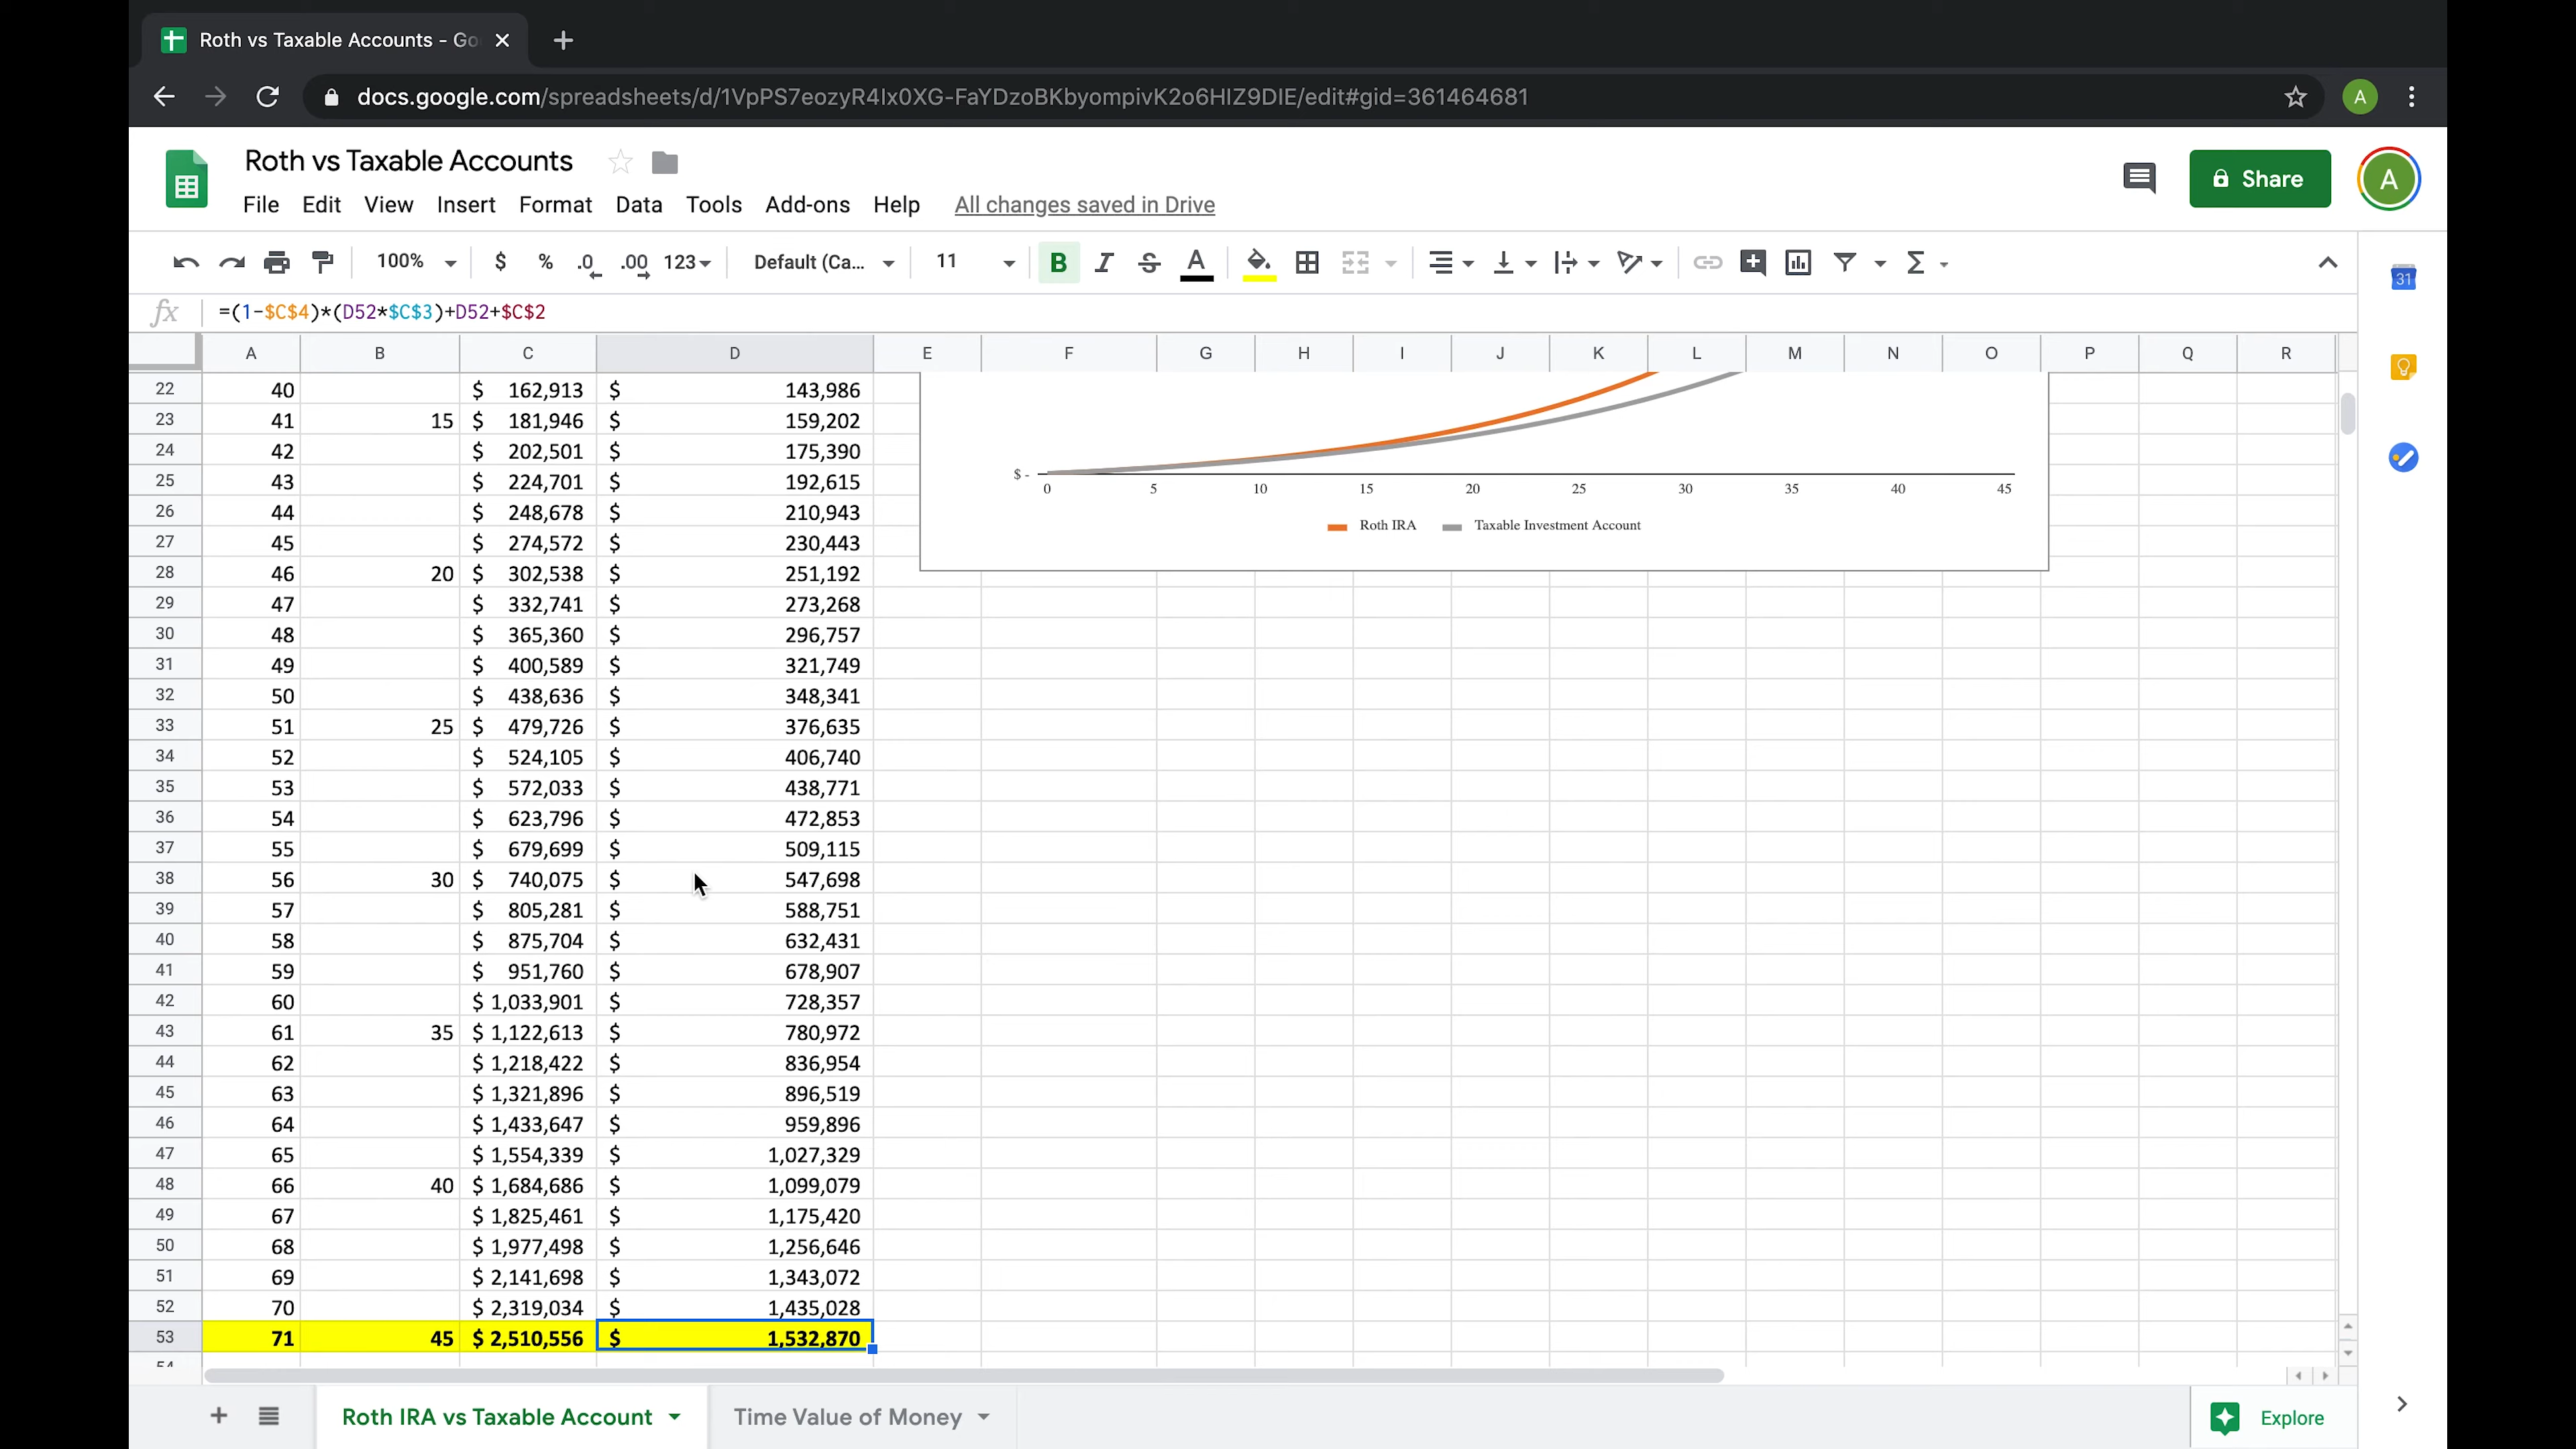 Roth vs Taxable Accounts - Go
docs.google.com/spreadsheets/d/1VpPS7eozyR4lx0XG-FaYDzoBKbyompivK2o6HIZ9DIE/edit#gid=361464681
A
Roth vs Taxable Accounts
File Edit View Insert Format Data Tools Add-ons Help All changes saved in Drive
Share
A
100% $ % .0 .00 123 Default (Ca... 11 B I S A Σ
31
fx =(1-$C$4)*(D52*$C$3)+D52+$C$2
A B C D E F G H I J K L M N O P Q R
22 40 $ 162,913 $ 143,986
23 41 15 $ 181,946 $ 159,202
24 42 $ 202,501 $ 175,390
25 43 $ 224,701 $ 192,615
26 44 $ 248,678 $ 210,943
27 45 $ 274,572 $ 230,443
28 46 20 $ 302,538 $ 251,192
29 47 $ 332,741 $ 273,268
30 48 $ 365,360 $ 296,757
31 49 $ 400,589 $ 321,749
32 50 $ 438,636 $ 348,341
33 51 25 $ 479,726 $ 376,635
34 52 $ 524,105 $ 406,740
35 53 $ 572,033 $ 438,771
36 54 $ 623,796 $ 472,853
37 55 $ 679,699 $ 509,115
38 56 30 $ 740,075 $ 547,698
39 57 $ 805,281 $ 588,751
40 58 $ 875,704 $ 632,431
41 59 $ 951,760 $ 678,907
42 60 $ 1,033,901 $ 728,357
43 61 35 $ 1,122,613 $ 780,972
44 62 $ 1,218,422 $ 836,954
45 63 $ 1,321,896 $ 896,519
46 64 $ 1,433,647 $ 959,896
47 65 $ 1,554,339 $ 1,027,329
48 66 40 $ 1,684,686 $ 1,099,079
49 67 $ 1,825,461 $ 1,175,420
50 68 $ 1,977,498 $ 1,256,646
51 69 $ 2,141,698 $ 1,343,072
52 70 $ 2,319,034 $ 1,435,028
53 71 45 $ 2,510,556 $ 1,532,870
54
$ -
0 5 10 15 20 25 30 35 40 45
Roth IRA Taxable Investment Account
Roth IRA vs Taxable Account Time Value of Money Explore